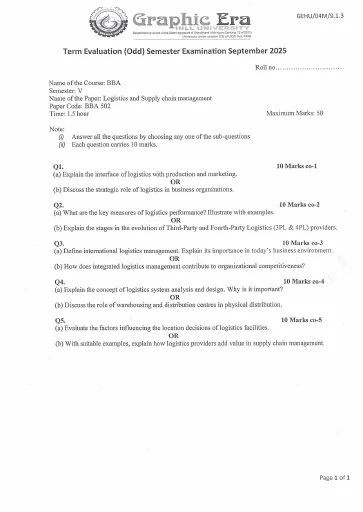 GEHU/04M/9.1.3
Graphic Era
HILL UNIVERSITY
Term Evaluation (Odd) Semester Examination September 2025
Roll no..............................
Name of the Course: BBA
Semester: V
Name of the Paper: Logistics and Supply chain management
Paper Code: BBA 502
Time: 1.5 hour Maximum Marks: 50
Note:
(i) Answer all the questions by choosing any one of the sub-questions
(ii) Each question carries 10 marks.
Q1. 10 Marks co-1
(a) Explain the interface of logistics with production and marketing.
OR
(b) Discuss the strategic role of logistics in business organizations.
Q2. 10 Marks co-2
(a) What are the key measures of logistics performance? Illustrate with examples.
OR
(b) Explain the stages in the evolution of Third-Party and Fourth-Party Logistics (3PL & 4PL) providers.
Q3. 10 Marks co-3
(a) Define international logistics management. Explain its importance in today's business environment.
OR
(b) How does integrated logistics management contribute to organizational competitiveness?
Q4. 10 Marks co-4
(a) Explain the concept of logistics system analysis and design. Why is it important?
OR
(b) Discuss the role of warehousing and distribution centres in physical distribution.
Q5. 10 Marks co-5
(a) Evaluate the factors influencing the location decisions of logistics facilities.
OR
(b) With suitable examples, explain how logistics providers add value in supply chain management.
Page 1 of 1